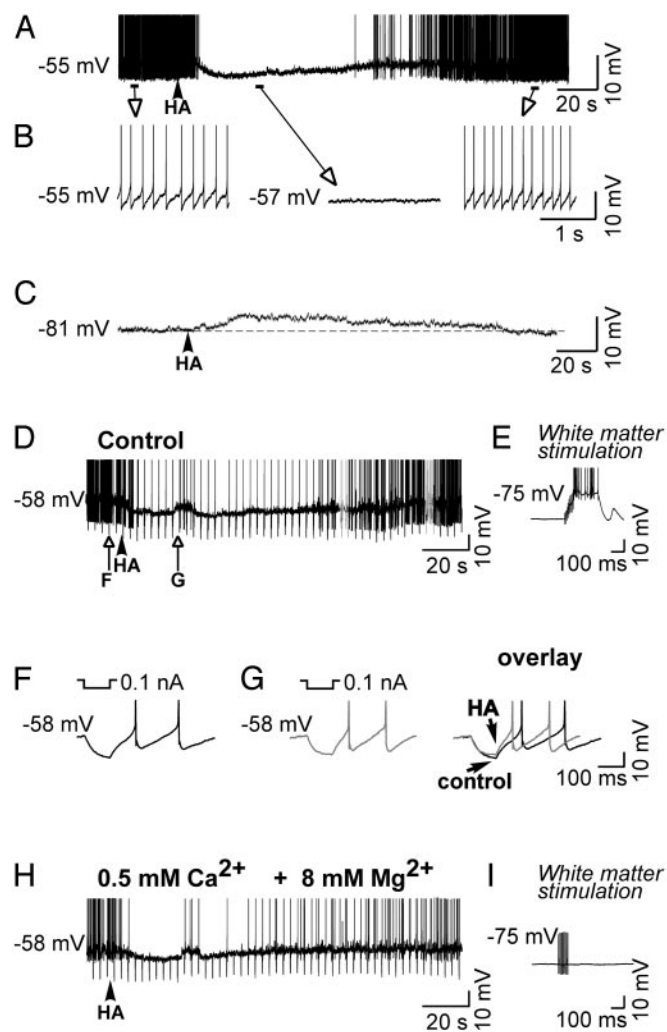 A
-55 mV
HA
20 s
10 mV
B
-55 mV
-57 mV
1 s
10 mV
C
-81 mV
HA
20 s
10 mV
D Control
-58 mV
F HA G
20 s
10 mV
E White matter
stimulation
-75 mV
100 ms
10 mV
F 0.1 nA
-58 mV
G 0.1 nA
-58 mV
overlay
HA
control
100 ms
10 mV
H 0.5 mM Ca²⁺ + 8 mM Mg²⁺
-58 mV
HA
20 s
10 mV
I White matter
stimulation
-75 mV
100 ms
10 mV